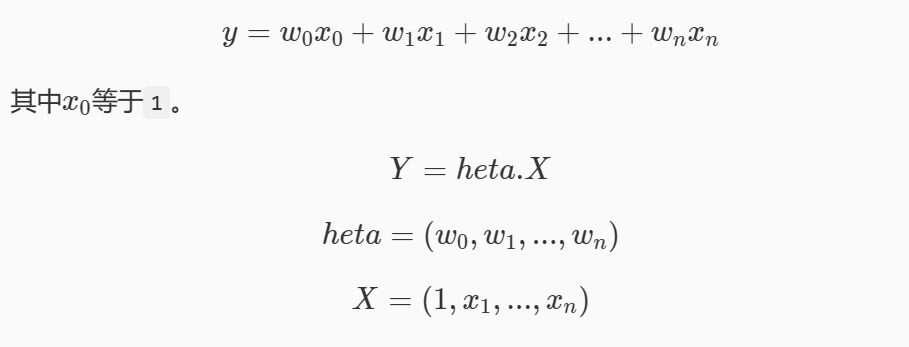 y = w₀x₀ + w₁x₁ + w₂x₂ + ... + wₙxₙ
其中x₀等于1。
Y = heta.X
heta = (w₀, w₁, ..., wₙ)
X = (1, x₁, ..., xₙ)